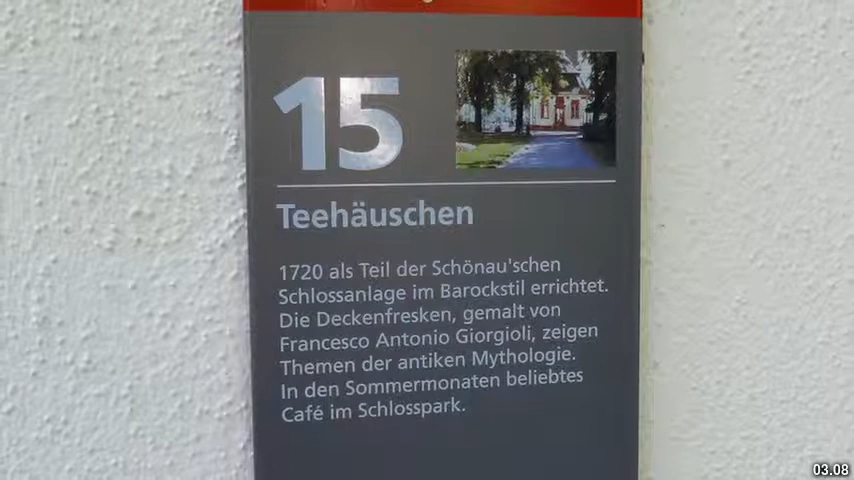 15
Teehäuschen
1720 als Teil der Schönau'schen
Schlossanlage im Barockstil errichtet.
Die Deckenfresken, gemalt von
Francesco Antonio Giorgioli, zeigen
Themen der antiken Mythologie.
In den Sommermonaten beliebtes
Café im Schlosspark.
03.08